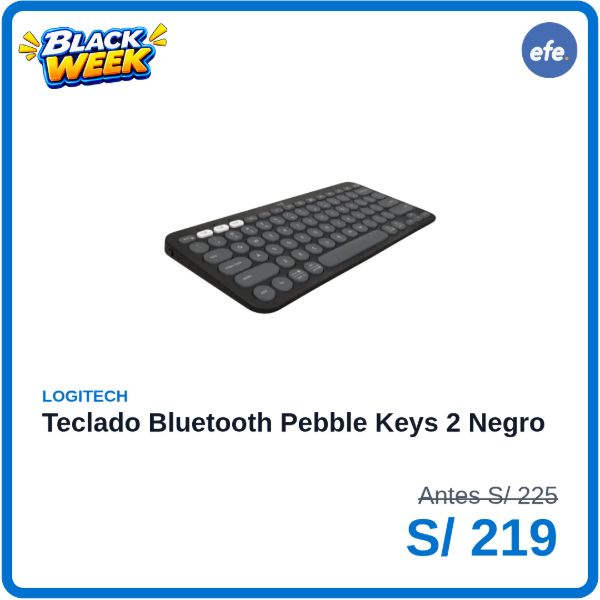 BLACK
WEEK
efe.
LOGITECH
Teclado Bluetooth Pebble Keys 2 Negro
Antes S/ 225
S/ 219